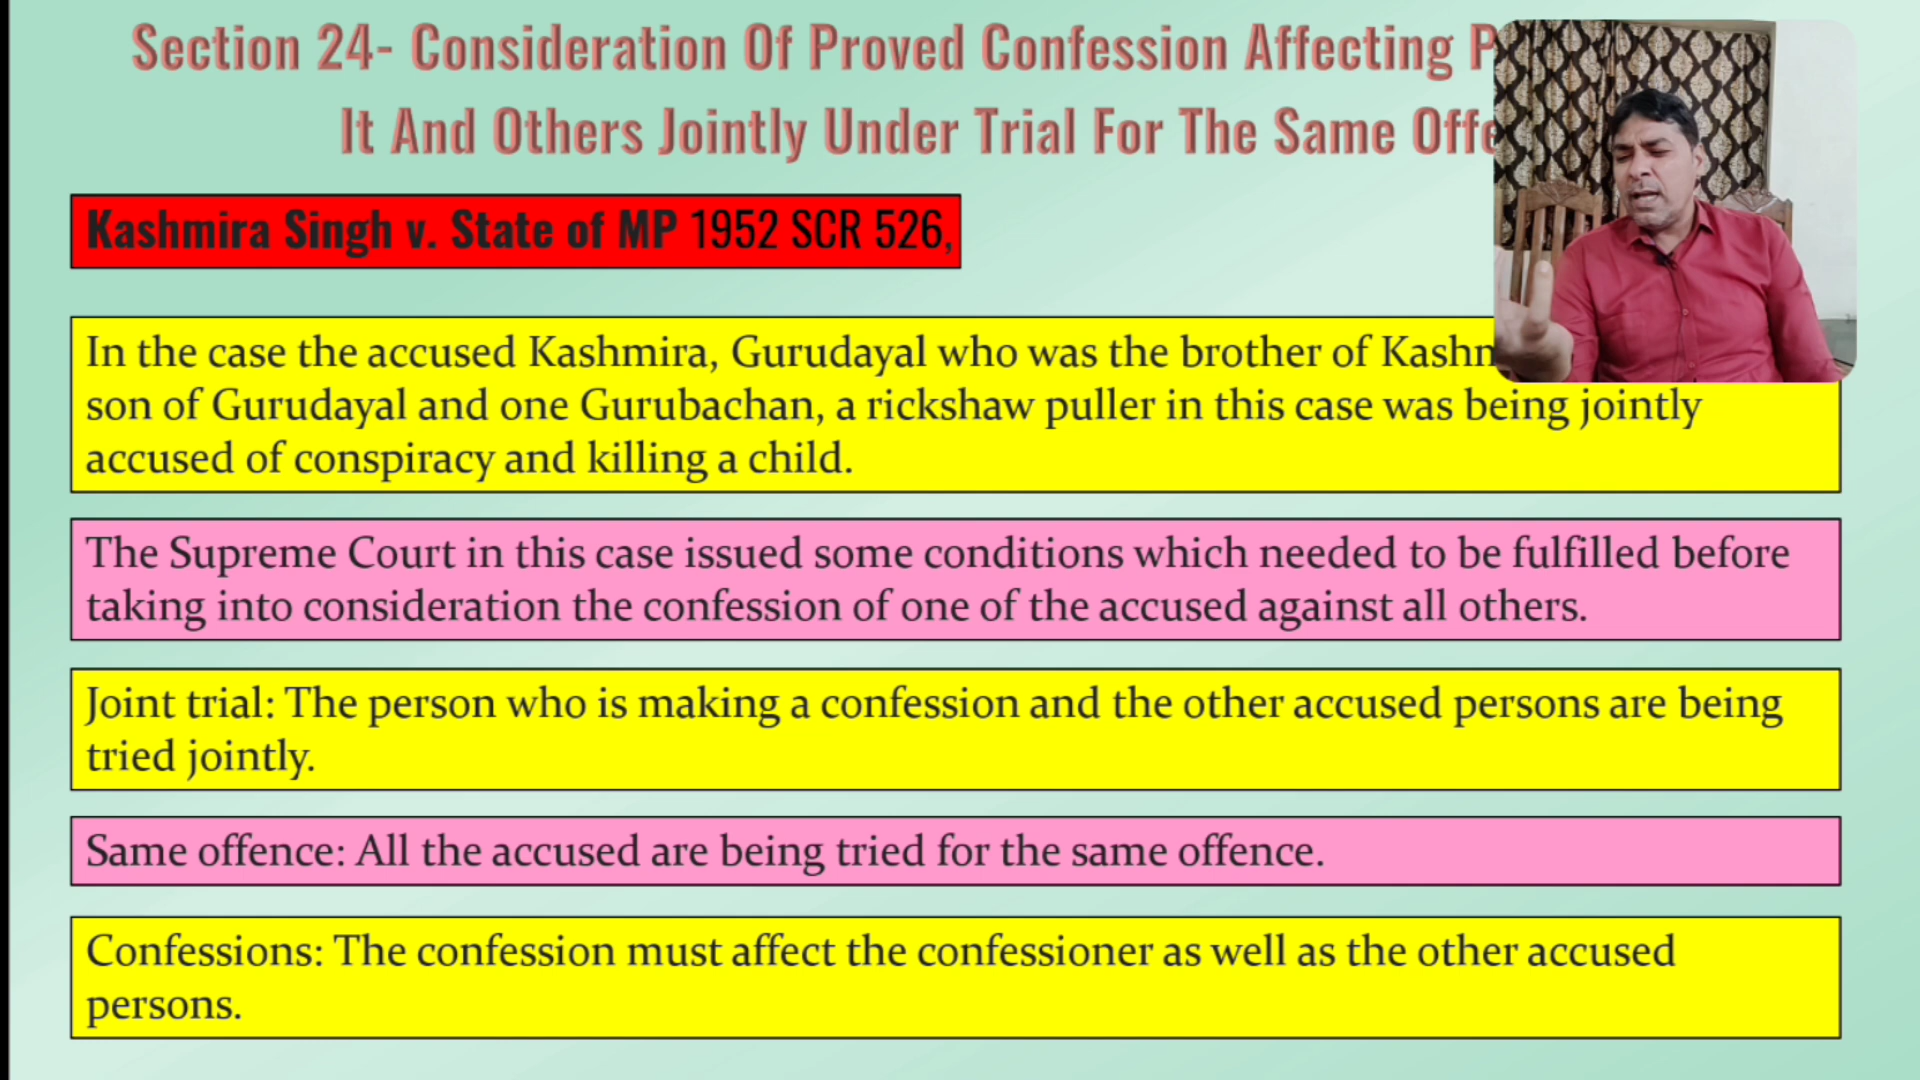 Section 24- Consideration Of Proved Confession Affecting
It And Others Jointly Under Trial For The Same
Kashmira Singh v. State of MP 1952 SCR 526,
In the case the accused Kashmira, Gurudayal who was the brother of
son of Gurudayal and one Gurubachan, a rickshaw puller in this case was being jointly
accused of conspiracy and killing a child.
The Supreme Court in this case issued some conditions which needed to be fulfilled before
taking into consideration the confession of one of the accused against all others.
Joint trial: The person who is making a confession and the other accused persons are being
tried jointly.
Same offence: All the accused are being tried for the same offence.
Confessions: The confession must affect the confessioner as well as the other accused
persons.